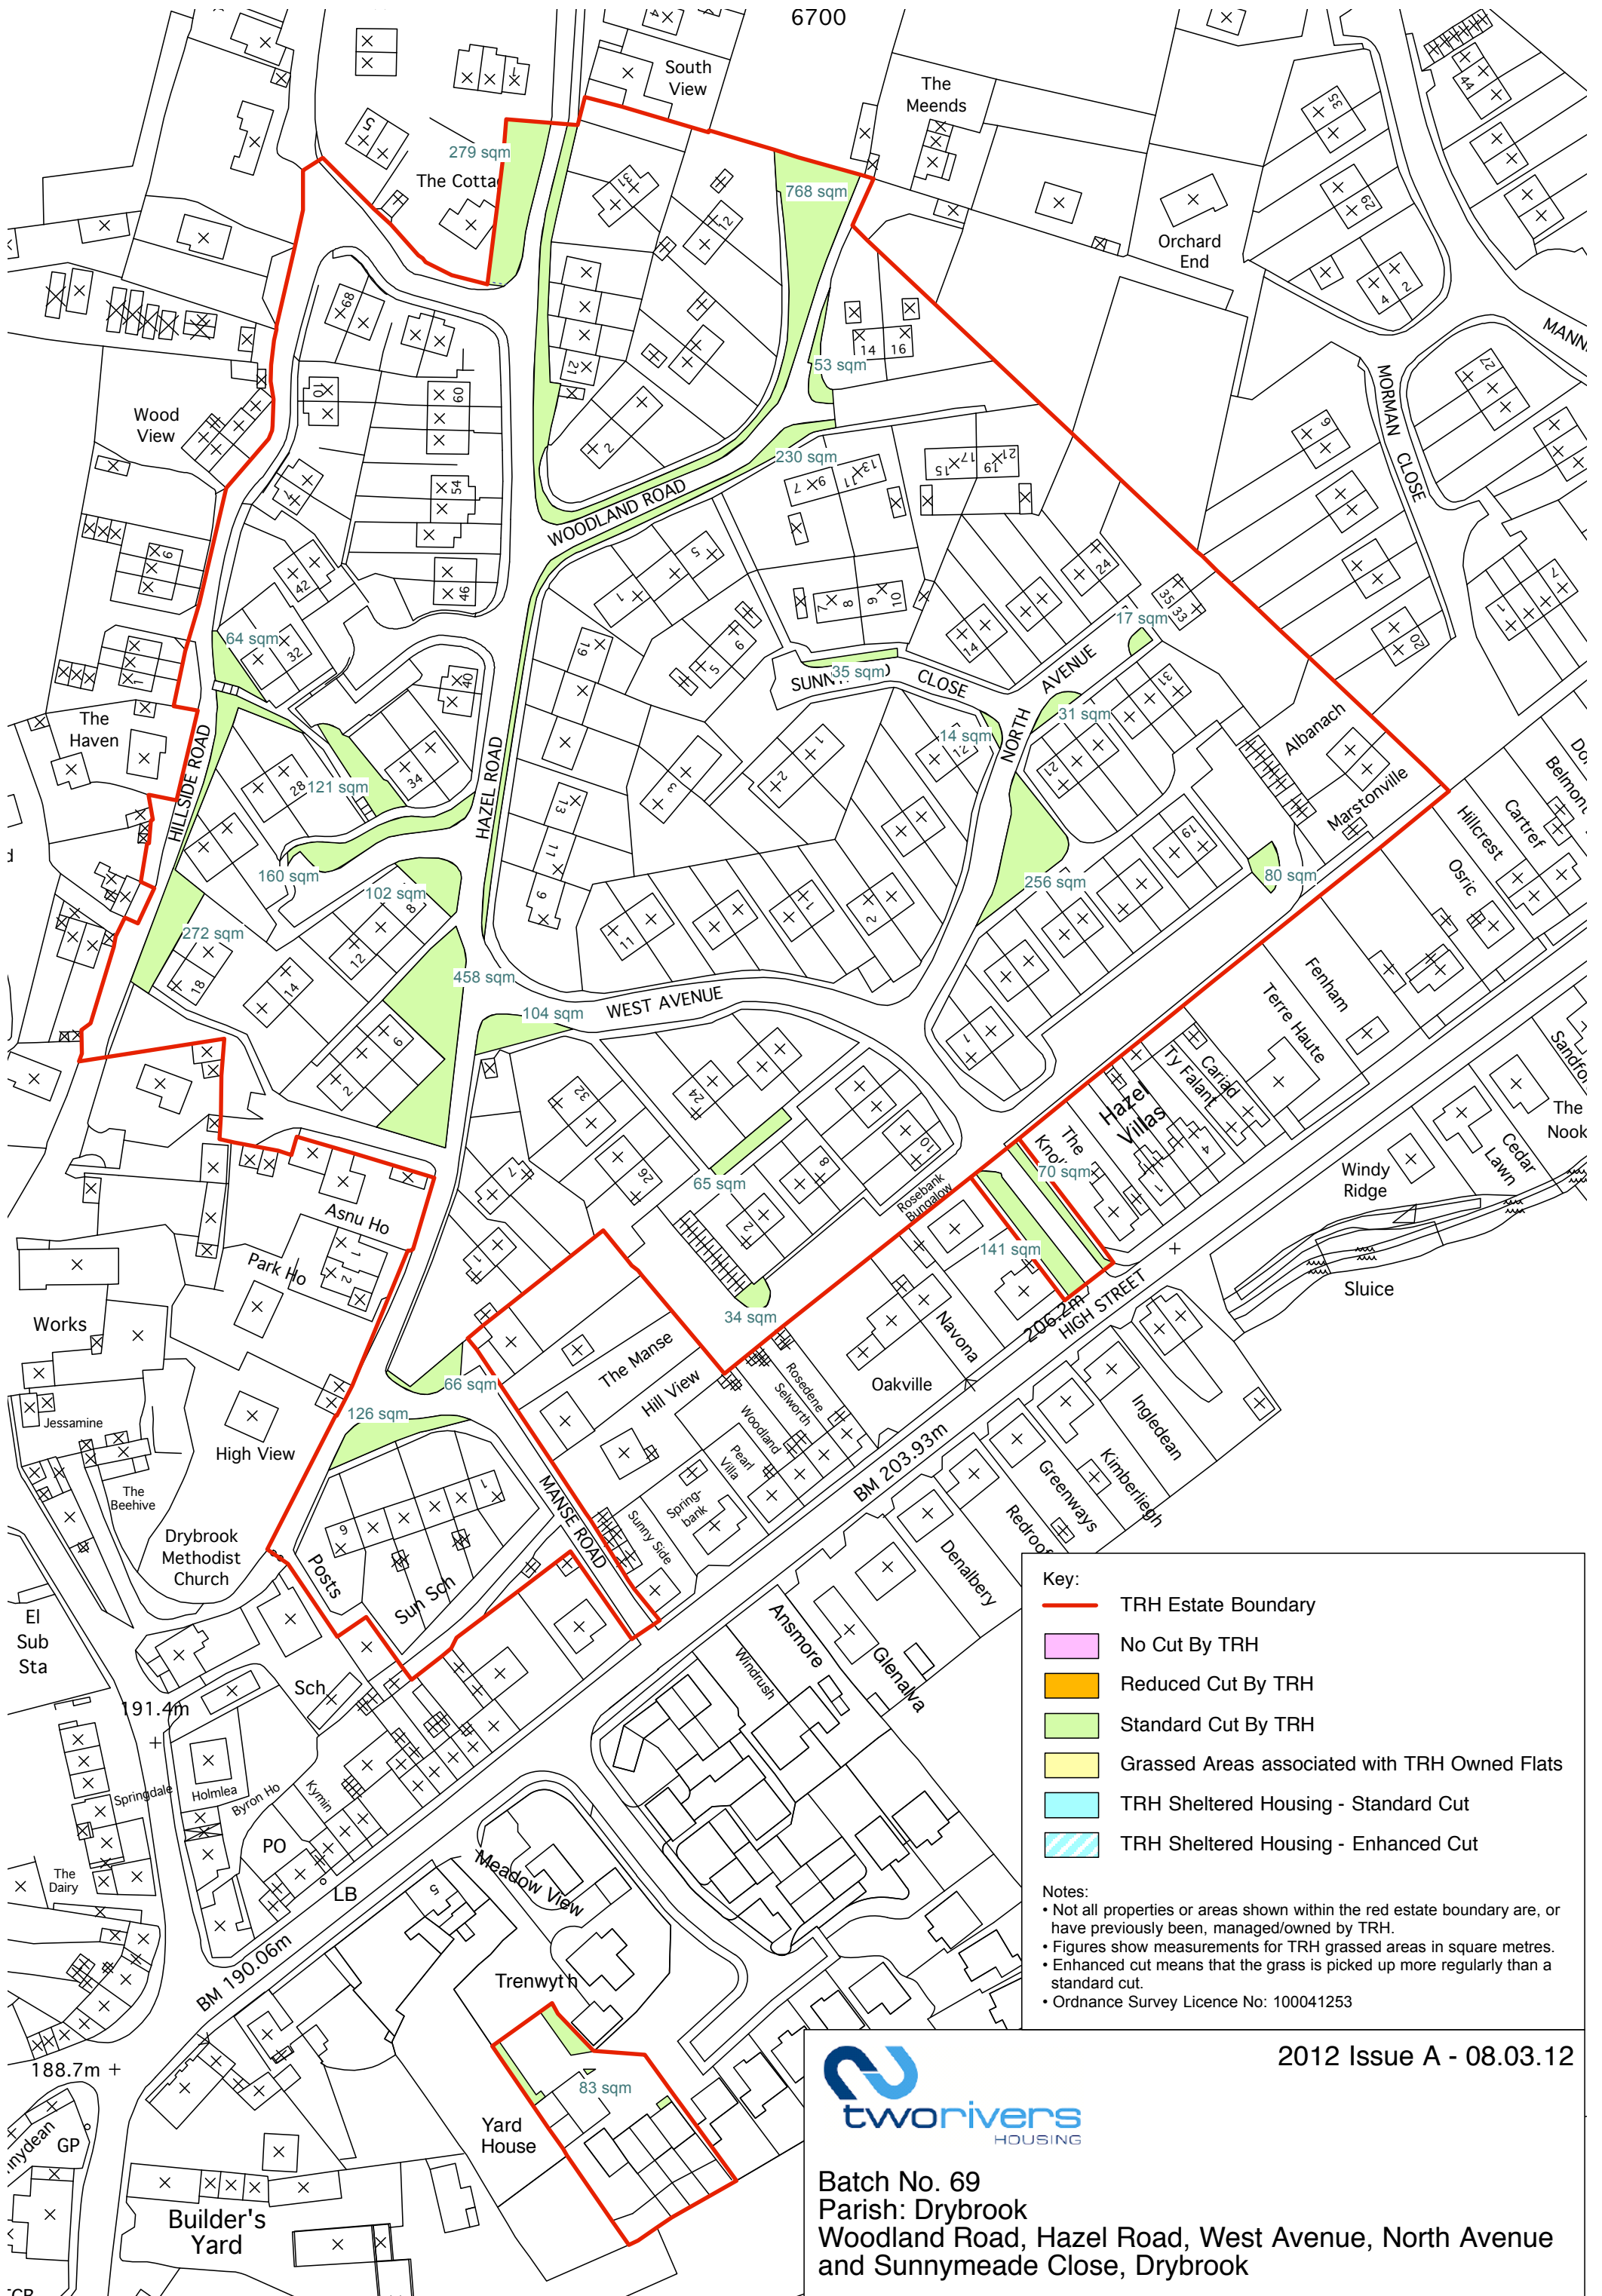 6700
South
View
The
Meends
279 sqm
768 sqm
Orchard
End
53 sqm
14
16
Wood
View
MORMAN CLOSE
230 sqm
WOODLAND ROAD
64 sqm
17 sqm
35 sqm
CLOSE
NORTH AVENUE
31 sqm
14 sqm
The
Haven
HILLSIDE ROAD
HAZEL ROAD
121 sqm
160 sqm
102 sqm
256 sqm
80 sqm
Albanach
Marstonville
Hillcrest
Cartref
Belmont
Osric
272 sqm
458 sqm
104 sqm
WEST AVENUE
Fenham
Terre Haute
Cariad
Ty Falant
Hazel
Villas
The
70 sqm
65 sqm
Rosebank
Bungalow
141 sqm
34 sqm
206.2m
HIGH STREET
Windy
Ridge
Cedar
Lawn
The
Nook
Sluice
Asnu Ho
Park Ho
Works
66 sqm
126 sqm
The Manse
Hill View
Rosedene
Selworth
Woodland
Pearl
Villa
Spring-
bank
Sunny Side
Navona
Oakville
BM 203.93m
Ingledean
Kimberliegh
Greenways
Denalbery
Jessamine
High View
The
Beehive
Drybrook
Methodist
Church
MANSE ROAD
Posts
Sun Sch
El
Sub
Sta
Sch
191.4m
Ansmore
Glenalva
Windrush
Springdale
Holmlea
Byron Ho
Kymin
PO
LB
The
Dairy
Meadow View
BM 190.06m
Trenwyth
188.7m
83 sqm
Yard
House
GP
Builder's
Yard
Key:
TRH Estate Boundary
No Cut By TRH
Reduced Cut By TRH
Standard Cut By TRH
Grassed Areas associated with TRH Owned Flats
TRH Sheltered Housing - Standard Cut
TRH Sheltered Housing - Enhanced Cut
Notes:
• Not all properties or areas shown within the red estate boundary are, or
have previously been, managed/owned by TRH.
• Figures show measurements for TRH grassed areas in square metres.
• Enhanced cut means that the grass is picked up more regularly than a
standard cut.
• Ordnance Survey Licence No: 100041253
2012 Issue A - 08.03.12
tworivers
HOUSING
Batch No. 69
Parish: Drybrook
Woodland Road, Hazel Road, West Avenue, North Avenue
and Sunnymeade Close, Drybrook